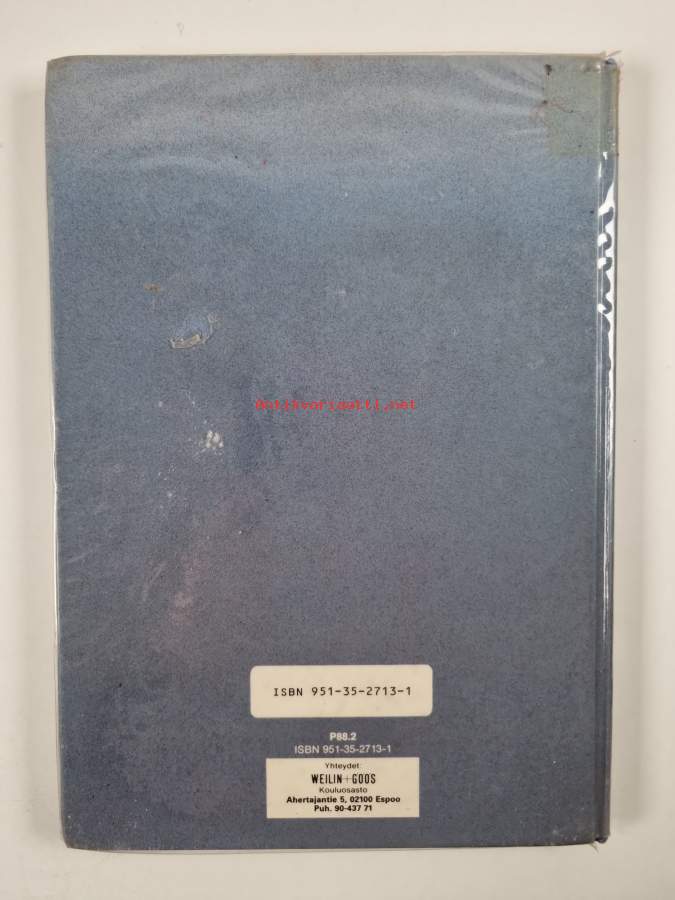 Antikvariaatti.net
ISBN 951-35-2713-1
P88.2
ISBN 951-35-2713-1
Yhteydet:
WEILIN+GÖÖS
Kouluosasto
Ahertajantie 5, 02100 Espoo
Puh. 90-437 71